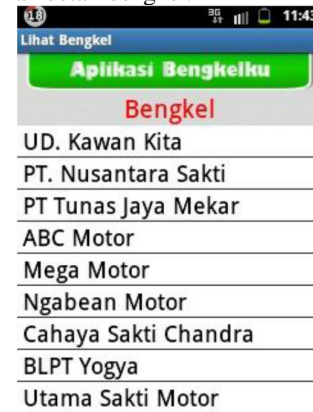 18 3G 11:43
Lihat Bengkel
Aplikasi Bengkelku
Bengkel
UD. Kawan Kita
PT. Nusantara Sakti
PT Tunas Jaya Mekar
ABC Motor
Mega Motor
Ngabean Motor
Cahaya Sakti Chandra
BLPT Yogya
Utama Sakti Motor